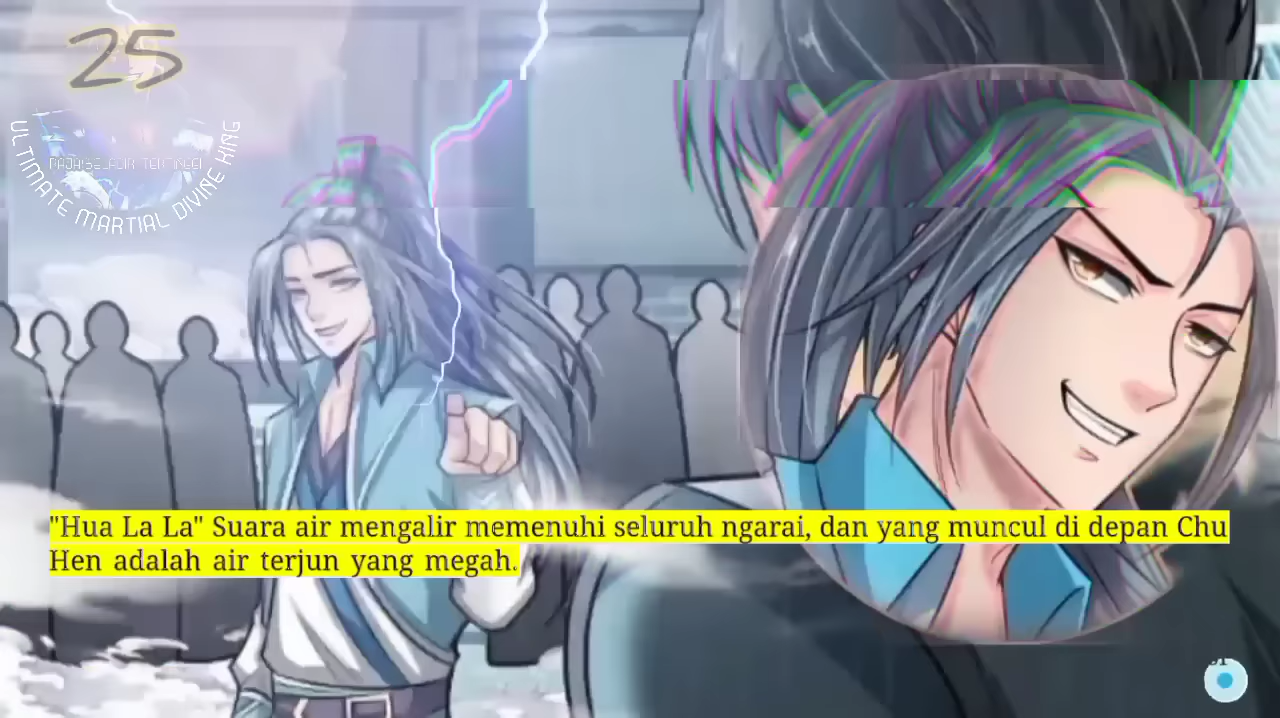 25
ULTIMATE MARTIAL DIVINE KING
"Hua La La" Suara air mengalir memenuhi seluruh ngarai, dan yang muncul di depan Chu
Hen adalah air terjun yang megah.